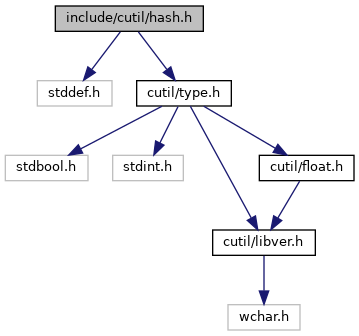 include/cutil/hash.h
stddef.h
cutil/type.h
stdbool.h
stdint.h
cutil/float.h
cutil/libver.h
wchar.h